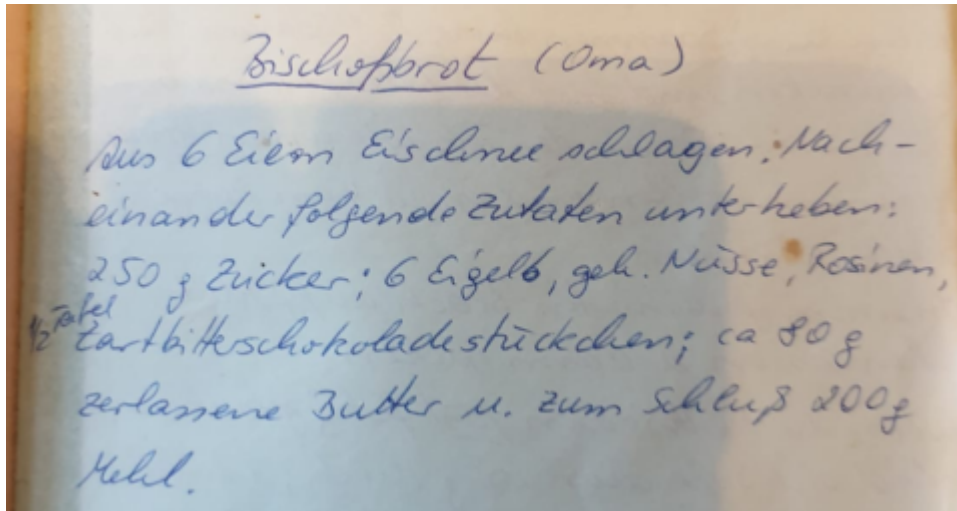 Bischofsbrot (Oma)
Aus 6 Eiern Eischnee schlagen. Nach-
einander folgende Zutaten unterheben:
250 g Zucker; 6 Eigelb, geh. Nüsse, Rosinen,
1/2 Tafel Zartbitterschokoladestückchen; ca 80 g
zerlassene Butter u. zum Schluß 200g
Mehl.